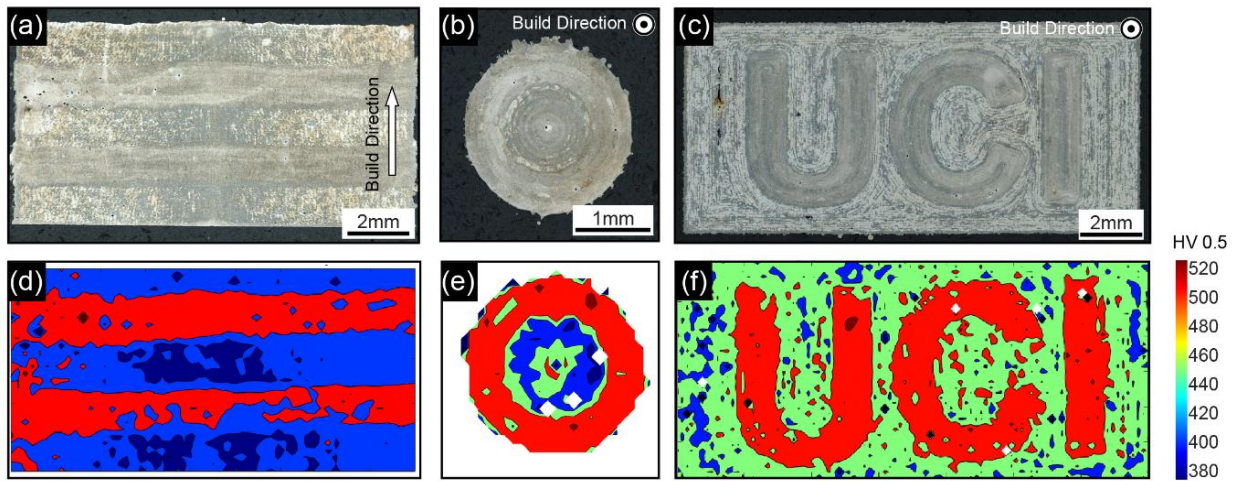 (a)
Build Direction
2mm
(b)
Build Direction
1mm
(c)
Build Direction
UCI
2mm
(d)
(e)
(f)
UCI
HV 0.5
520
500
480
460
440
420
400
380